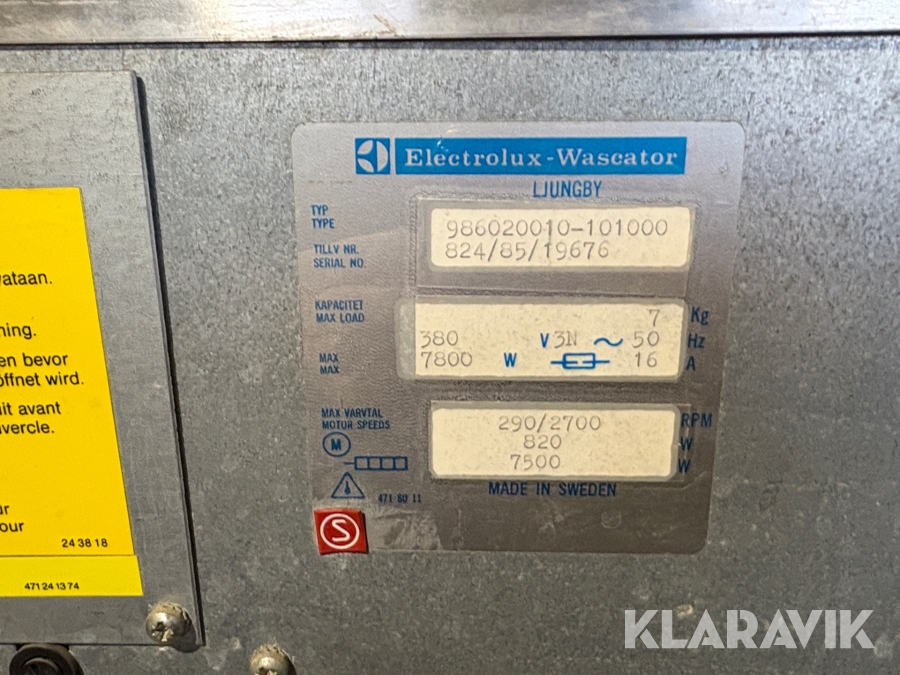 Electrolux-Wascator
LJUNGBY
TYP
TYPE
986020010-101000
TILLV NR.
SERIAL NO.
824/85/19676
KAPACITET
MAX LOAD
7 Kg
380 V 3N ~ 50 Hz
MAX
MAX
7800 W 16 A
MAX VARVTAL
MOTOR SPEEDS
290/2700 RPM
M
820 W
7500 W
471 80 11
MADE IN SWEDEN
S
ataan.
ning.
en bevor
öffnet wird.
it avant
vercle.
ur
our
24 38 18
471 24 13 74
KLARAVIK